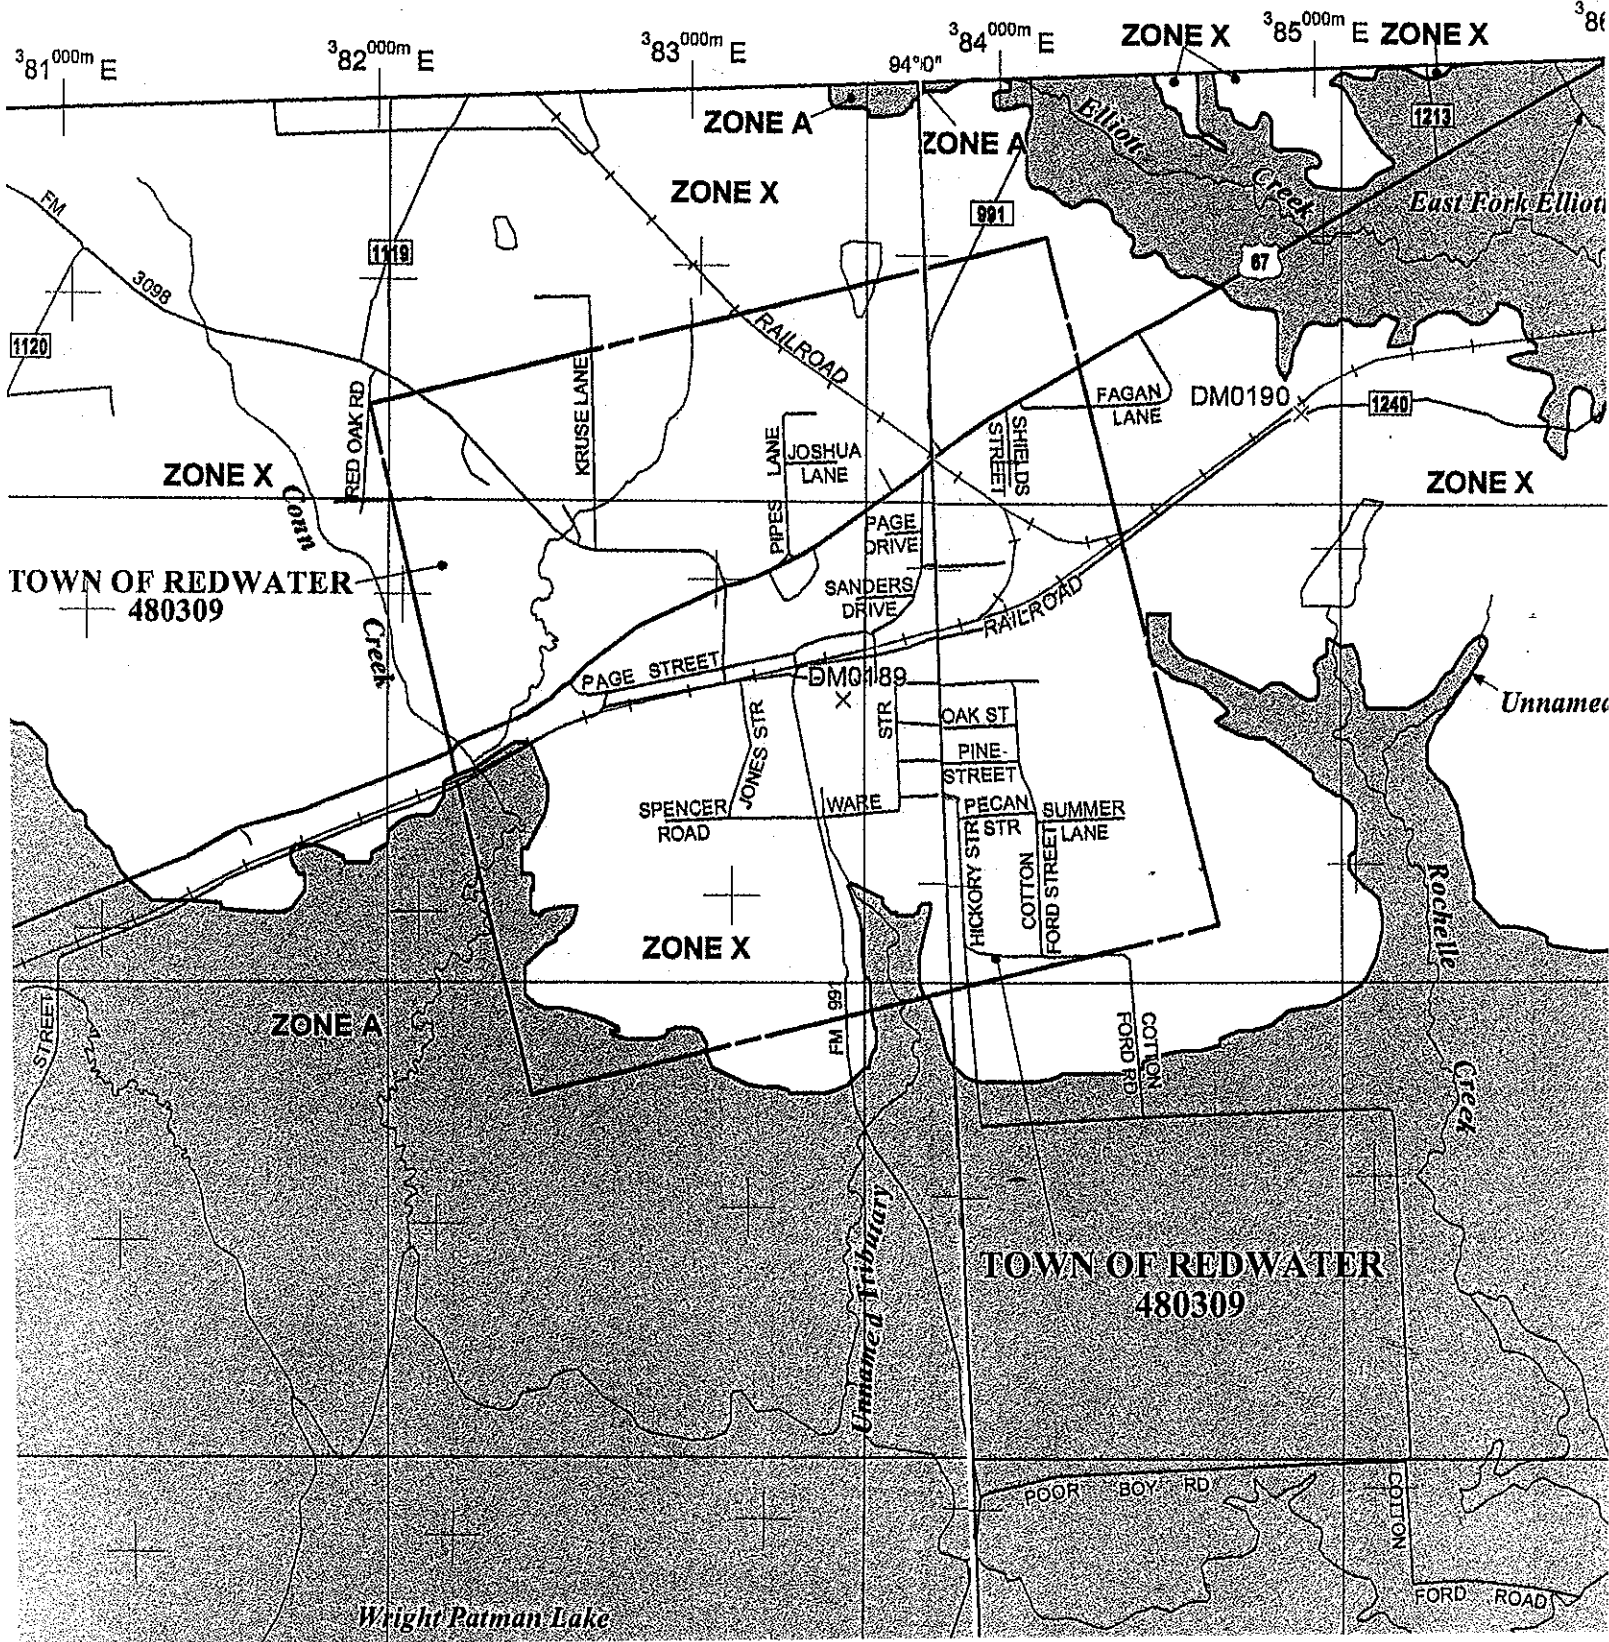 381000m E
382000m E
383000m E
94°0"
384000m E
ZONE X
385000m E
ZONE X
ZONE A
ZONE A
1213
Elliott
Creek
East Fork Elliott
ZONE X
FM
991
1119
67
3098
1120
RAILROAD
KRUSE LANE
RED OAK RD
FAGAN
LANE
DM0190
1240
SHIELDS
STREET
PIPES LANE
JOSHUA
LANE
ZONE X
ZONE X
Conn
Creek
PAGE
DRIVE
TOWN OF REDWATER
480309
SANDERS
DRIVE
RAILROAD
PAGE STREET
DM0189
Unnamed
JONES STR
STR
OAK ST
PINE
STREET
SPENCER
ROAD
WARE
PECAN
STR
SUMMER
LANE
HICKORY STR
COTTON
FORD STREET
Rochelle
Creek
ZONE X
ZONE A
STREET
FM 991
COTTON
FORD RD
Unnamed Tributary
TOWN OF REDWATER
480309
POOR BOY RD
COTTON
FORD ROAD
Wright Patman Lake